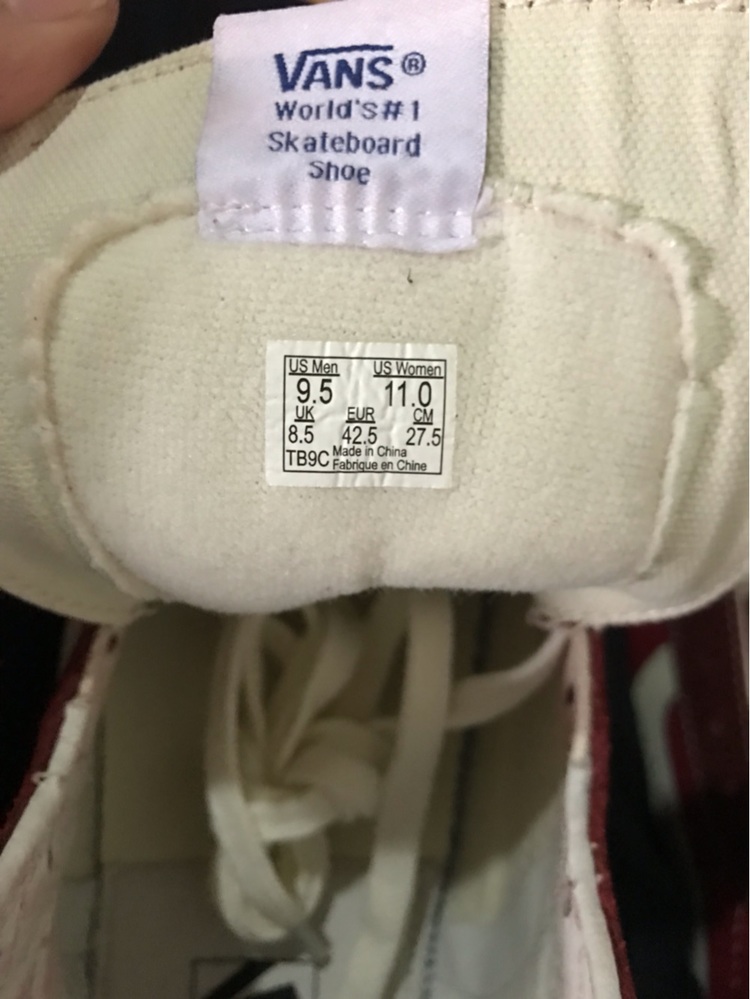 VANS®
World's#1
Skateboard
Shoe
US Men US Women
9.5 11.0
UK EUR CM
8.5 42.5 27.5
TB9C Made in China
Fabrique en Chine